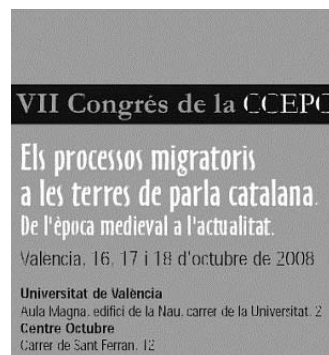 VII Congrés de la CCEPC
Els processos migratoris
a les terres de parla catalana.
De l'època medieval a l'actualitat.
Valencia, 16, 17 i 18 d'octubre de 2008
Universitat de València
Aula Magna, edifici de la Nau, carrer de la Universitat, 2
Centre Octubre
Carrer de Sant Ferran, 12